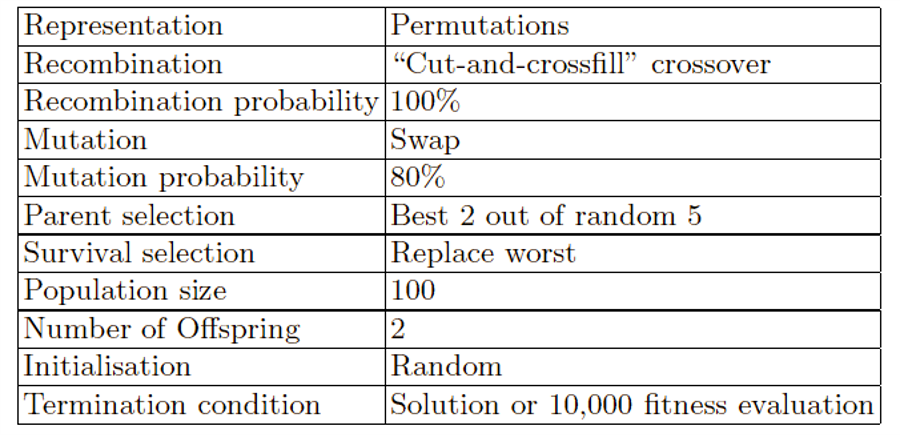 Representation Permutations
Recombination “Cut-and-crossfill” crossover
Recombination probability 100%
Mutation Swap
Mutation probability 80%
Parent selection Best 2 out of random 5
Survival selection Replace worst
Population size 100
Number of Offspring 2
Initialisation Random
Termination condition Solution or 10,000 fitness evaluation